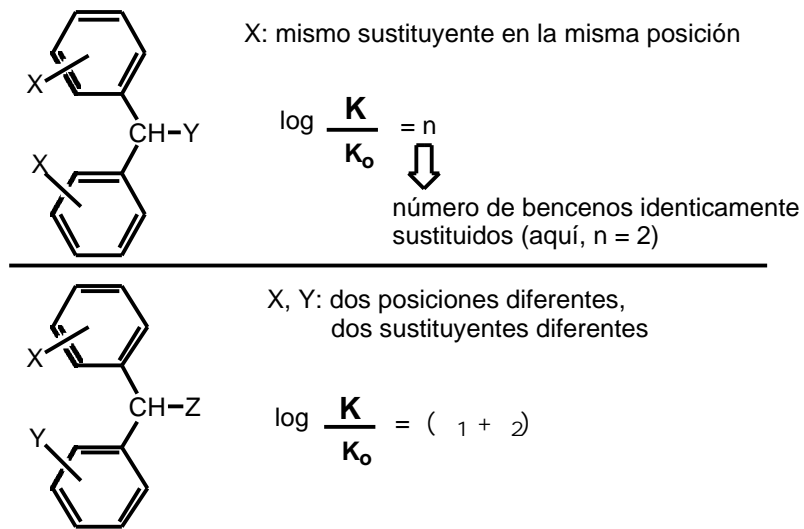 X: mismo sustituyente en la misma posición
X
CH–Y
X
log K/Kₒ = n
número de bencenos identicamente
sustituidos (aquí, n = 2)
X, Y: dos posiciones diferentes,
dos sustituyentes diferentes
X
CH–Z
Y
log K/Kₒ = ( ₁ + ₂)